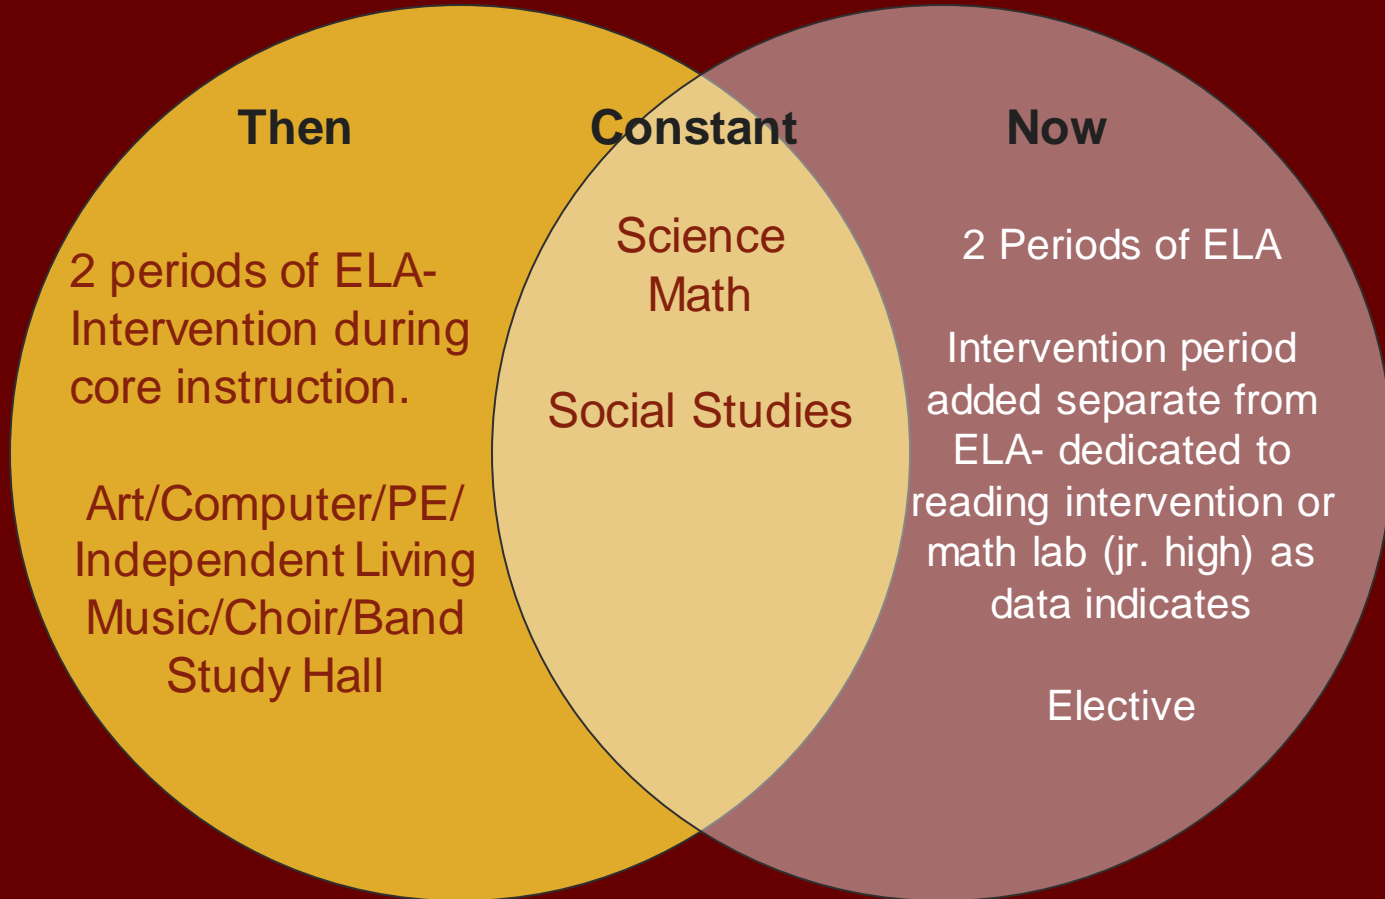 Then
2 periods of ELA-
Intervention during
core instruction.
Art/Computer/PE/
Independent Living
Music/Choir/Band
Study Hall
Constant
Science
Math
Social Studies
Now
2 Periods of ELA
Intervention period
added separate from
ELA- dedicated to
reading intervention or
math lab (jr. high) as
data indicates
Elective